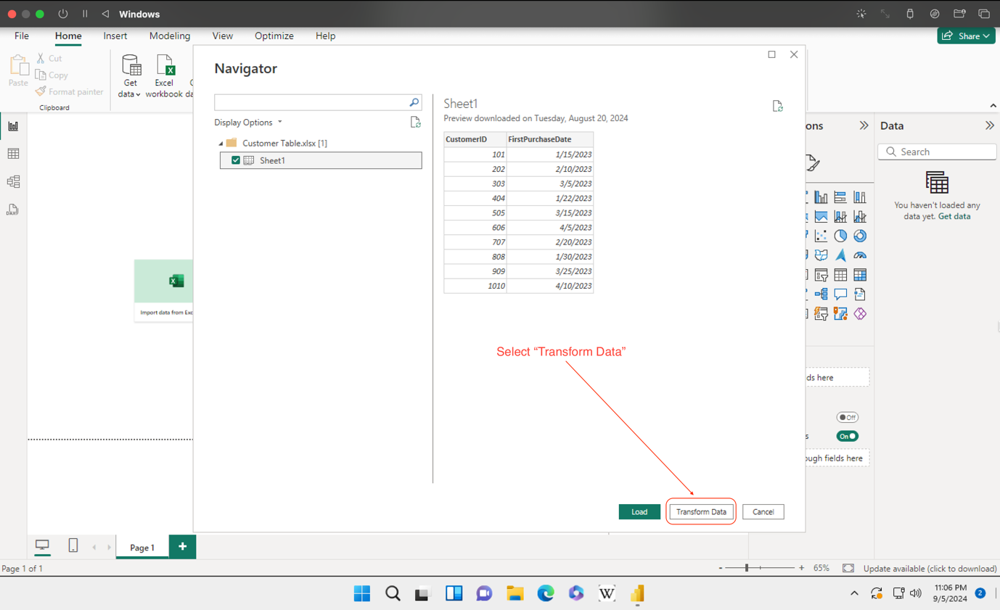 Windows
File Home Insert Modeling View Optimize Help
Share
Paste
Cut
Copy
Format painter
Clipboard
Get
data
Excel
workbook
da
Navigator
Display Options
Customer Table.xlsx [1]
Sheet1
Sheet1
Preview downloaded on Tuesday, August 20, 2024
CustomerID FirstPurchaseDate
101 1/15/2023
202 2/10/2023
303 3/5/2023
404 1/22/2023
505 3/15/2023
606 4/5/2023
707 2/20/2023
808 1/30/2023
909 3/25/2023
1010 4/10/2023
Select “Transform Data”
Load Transform Data Cancel
ons
Data
Search
You haven't loaded any
data yet. Get data
Import data from Exc
ds here
Off
s
On
ough fields here
Page 1
+
Page 1 of 1
- + 65% Update available (click to download)
W
11:06 PM
9/5/2024
2